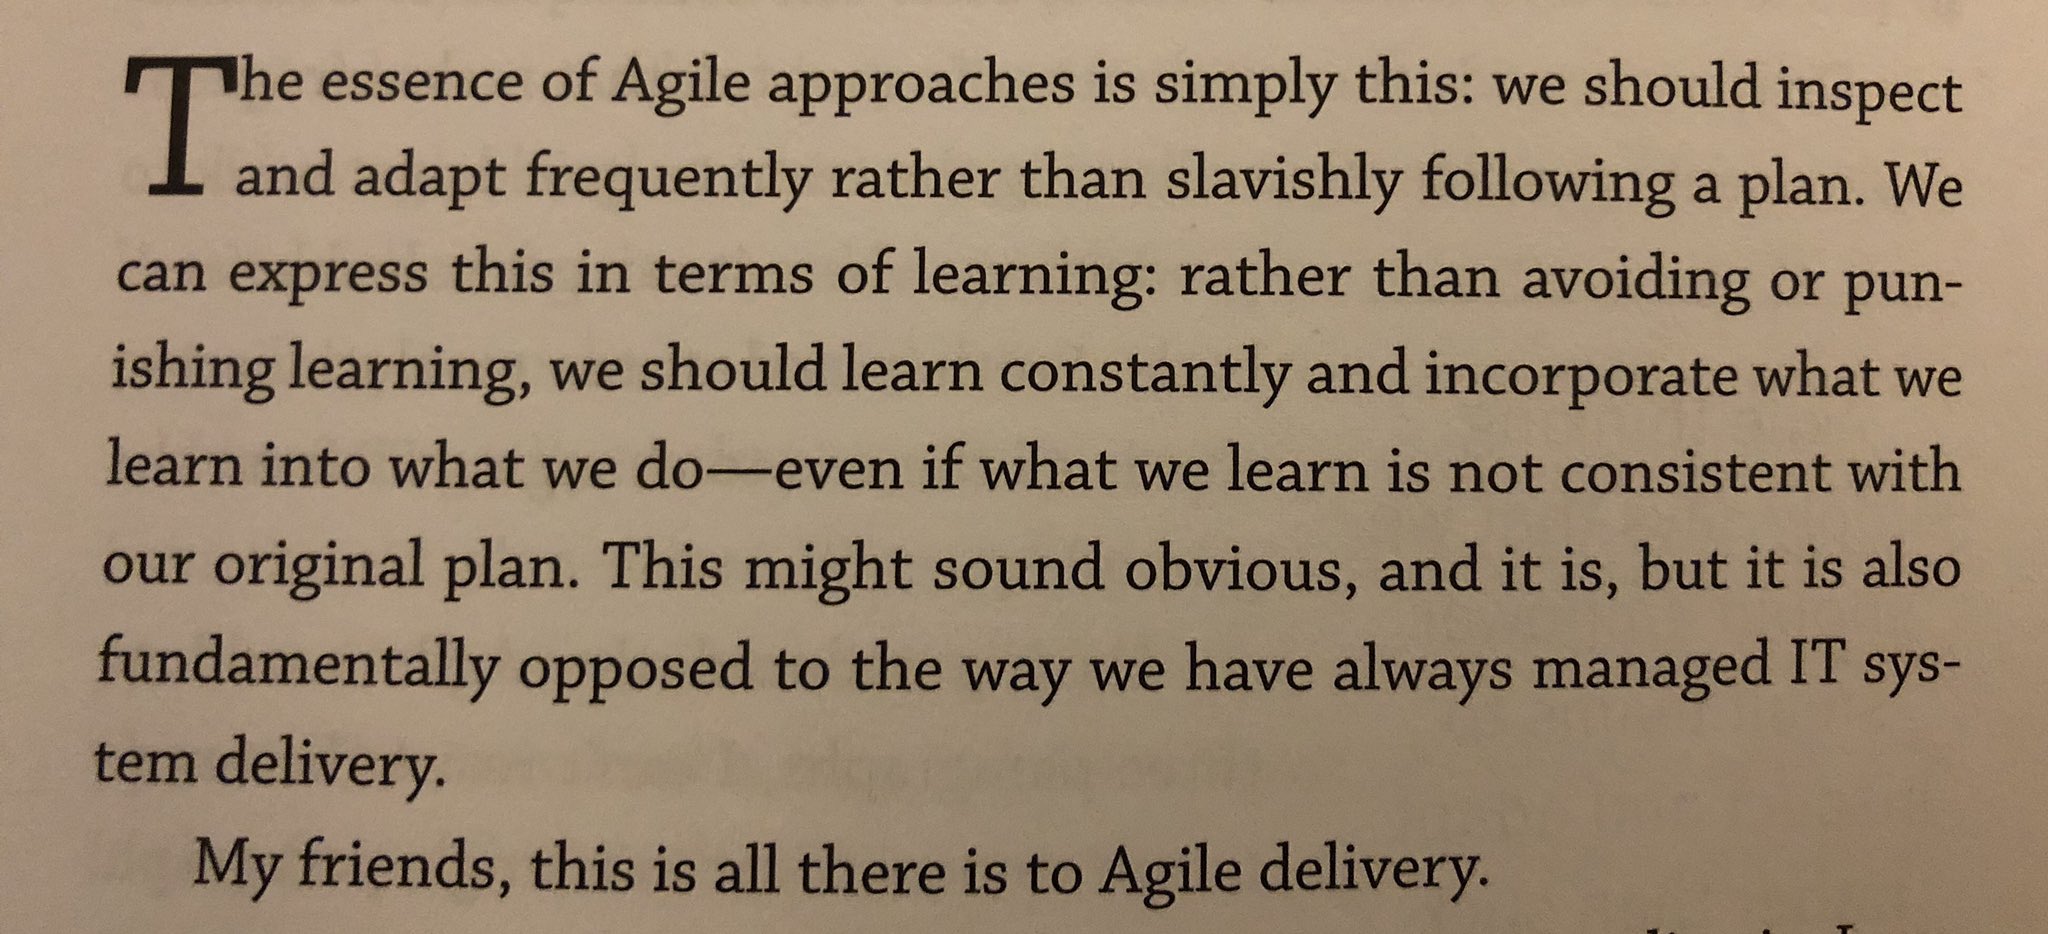 The essence of Agile approaches is simply this: we should inspect
and adapt frequently rather than slavishly following a plan. We
can express this in terms of learning: rather than avoiding or pun-
ishing learning, we should learn constantly and incorporate what we
learn into what we do—even if what we learn is not consistent with
our original plan. This might sound obvious, and it is, but it is also
fundamentally opposed to the way we have always managed IT sys-
tem delivery.
My friends, this is all there is to Agile delivery.